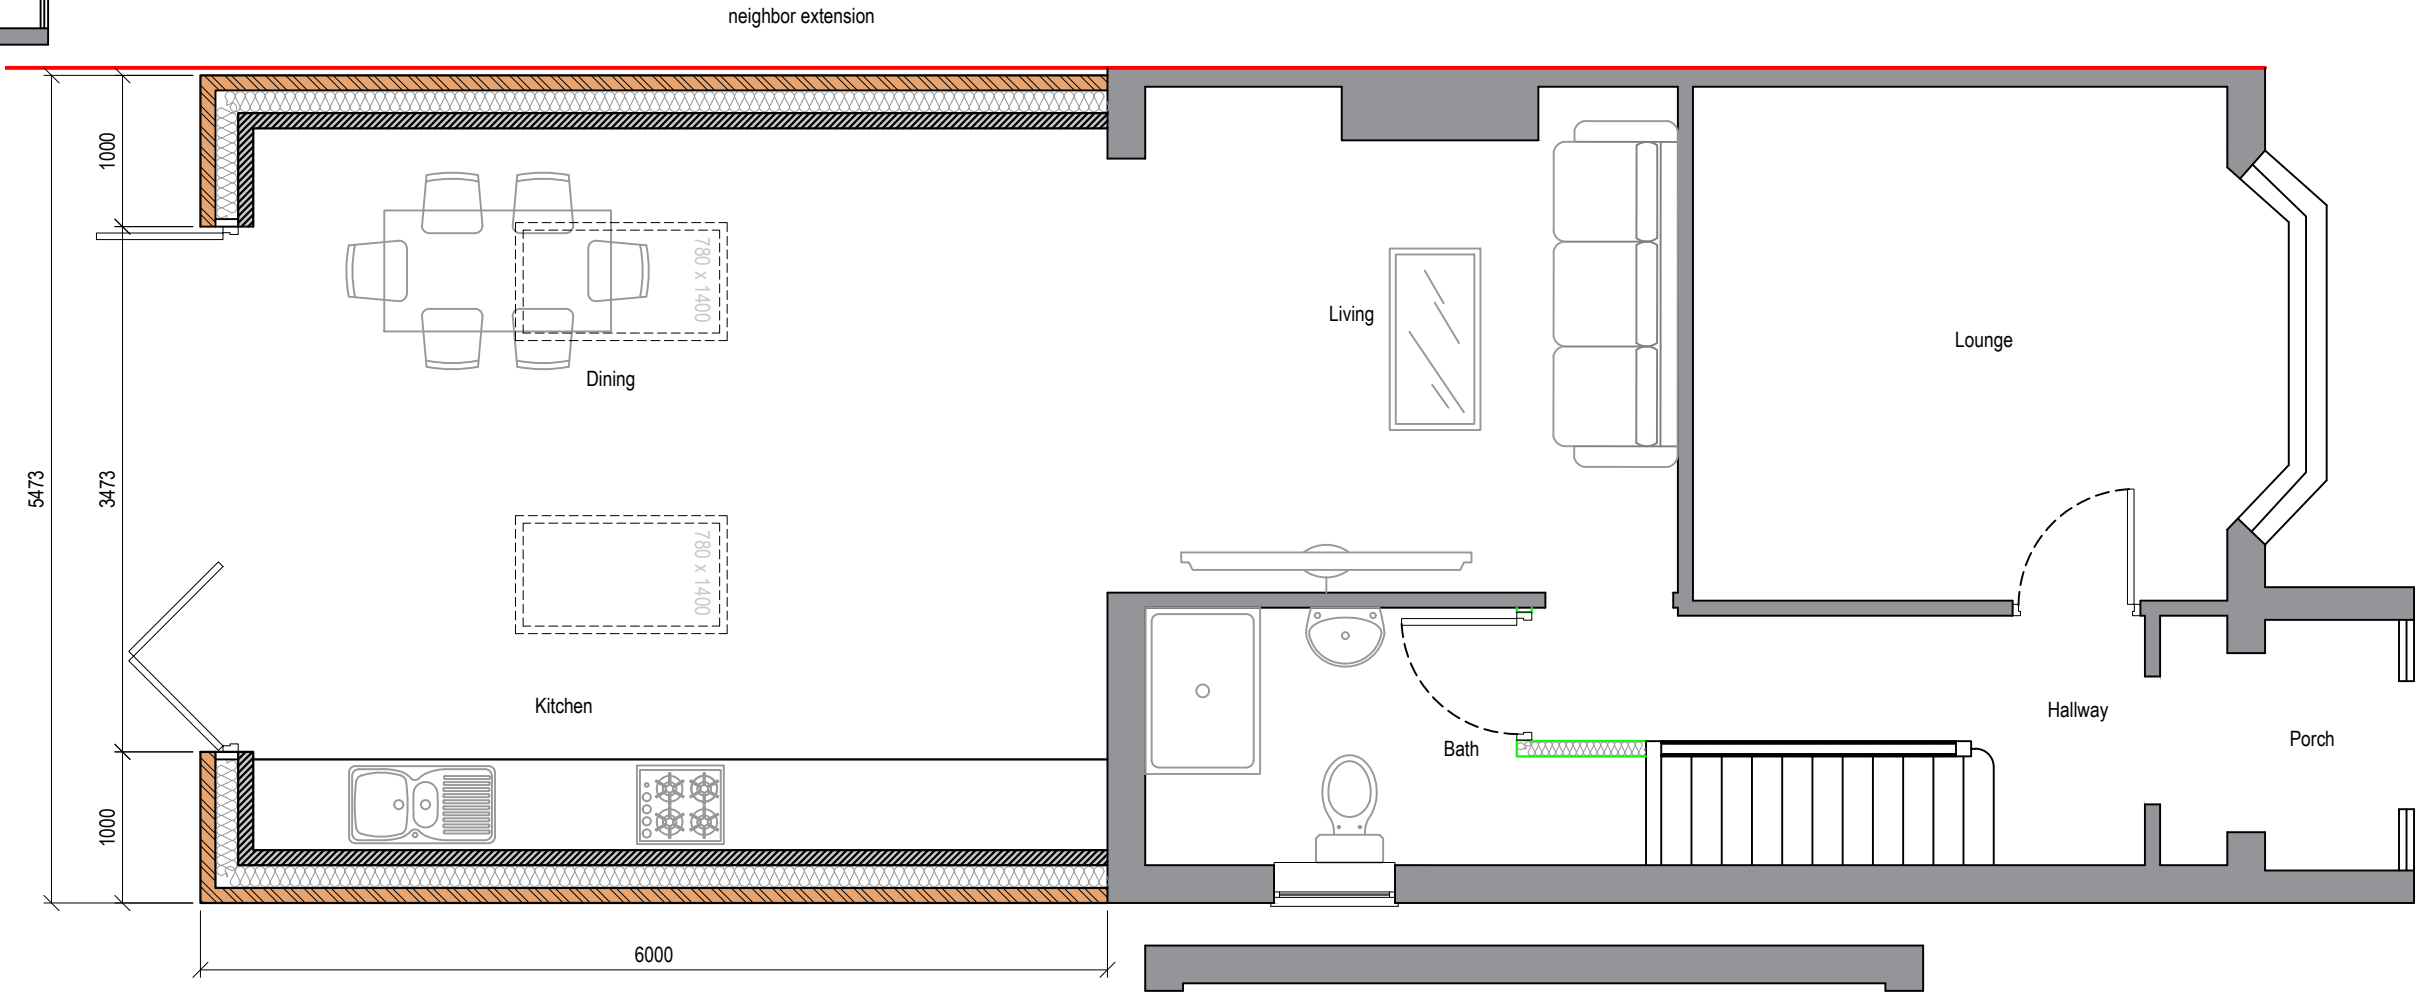 neighbor extension
1000
780 x 1400
Living
Lounge
Dining
5473
3473
780 x 1400
Kitchen
Hallway
Porch
Bath
1000
6000